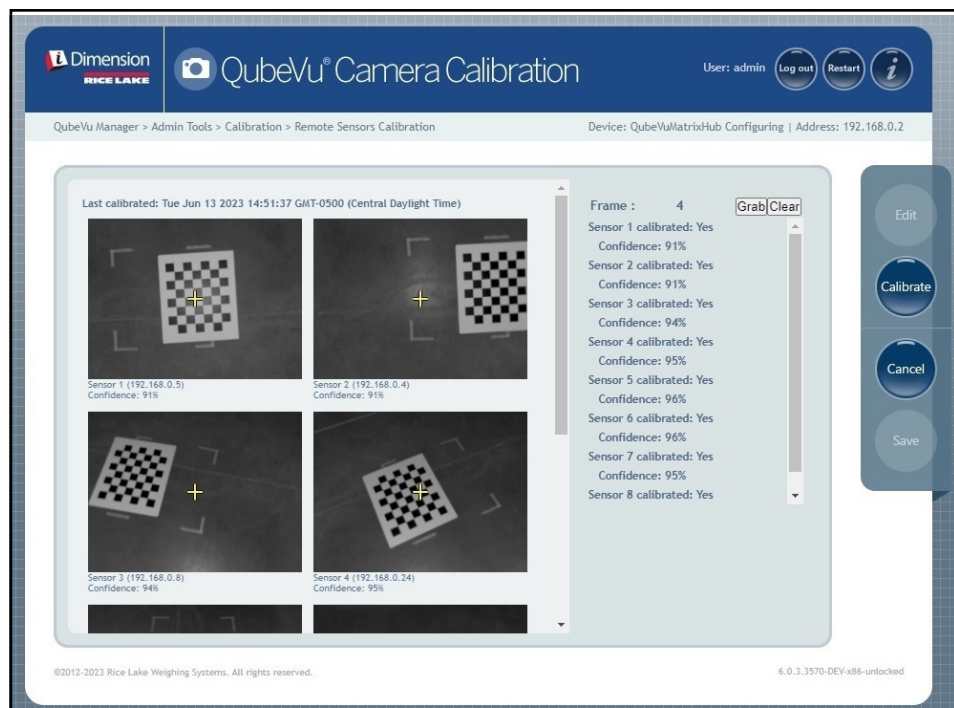 iDimension
RICE LAKE
QubeVu® Camera Calibration
User: admin
Log out
Restart
i
QubeVu Manager > Admin Tools > Calibration > Remote Sensors Calibration
Device: QubeVuMatrixHub Configuring | Address: 192.168.0.2
Last calibrated: Tue Jun 13 2023 14:51:37 GMT-0500 (Central Daylight Time)
Sensor 1 (192.168.0.5)
Confidence: 91%
Sensor 2 (192.168.0.4)
Confidence: 91%
Sensor 3 (192.168.0.8)
Confidence: 94%
Sensor 4 (192.168.0.24)
Confidence: 95%
Frame : 4
Grab
Clear
Sensor 1 calibrated: Yes
Confidence: 91%
Sensor 2 calibrated: Yes
Confidence: 91%
Sensor 3 calibrated: Yes
Confidence: 94%
Sensor 4 calibrated: Yes
Confidence: 95%
Sensor 5 calibrated: Yes
Confidence: 96%
Sensor 6 calibrated: Yes
Confidence: 96%
Sensor 7 calibrated: Yes
Confidence: 95%
Sensor 8 calibrated: Yes
Edit
Calibrate
Cancel
Save
©2012-2023 Rice Lake Weighing Systems. All rights reserved.
6.0.3.3570-DEV-x86-unlocked